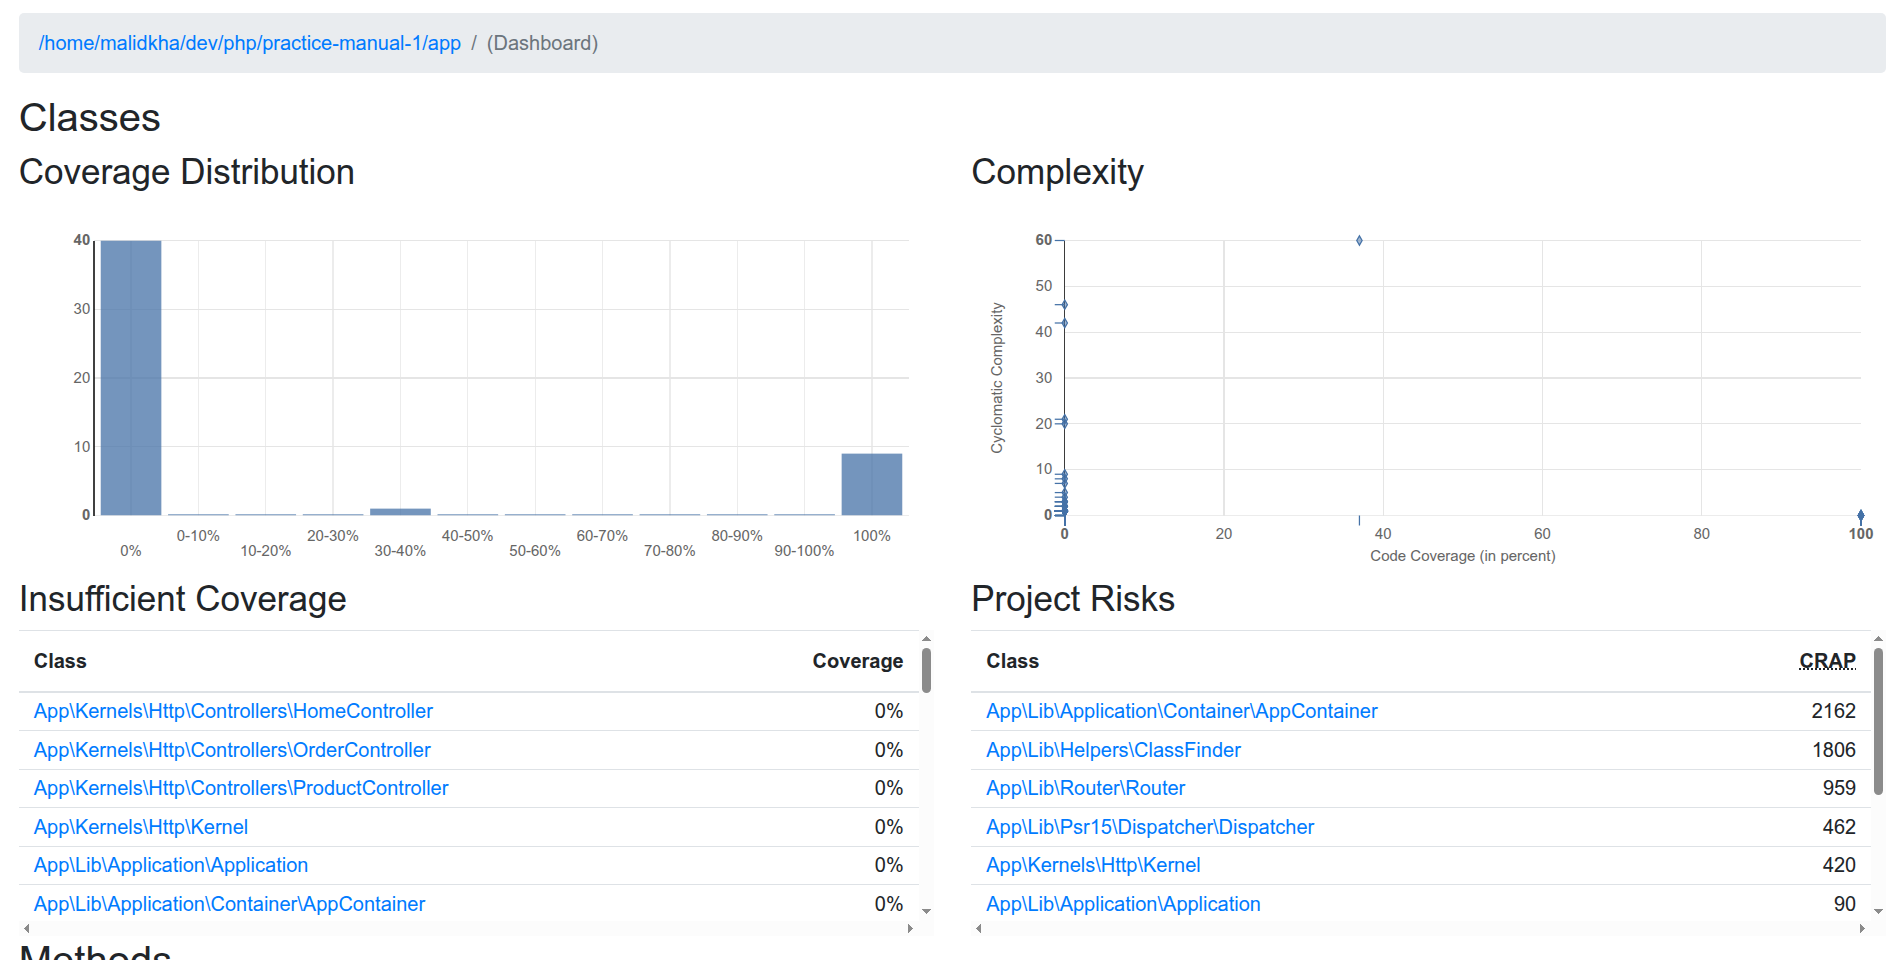 /home/malidkha/dev/php/practice-manual-1/app / (Dashboard)
Classes
Coverage Distribution
40
30
20
10
0
0%
0-10%
10-20%
20-30%
30-40%
40-50%
50-60%
60-70%
70-80%
80-90%
90-100%
100%
Complexity
Cyclomatic Complexity
60
50
40
30
20
10
0
0
20
40
60
80
100
Code Coverage (in percent)
Insufficient Coverage
Class Coverage
App\Kernels\Http\Controllers\HomeController 0%
App\Kernels\Http\Controllers\OrderController 0%
App\Kernels\Http\Controllers\ProductController 0%
App\Kernels\Http\Kernel 0%
App\Lib\Application\Application 0%
App\Lib\Application\Container\AppContainer 0%
Project Risks
Class CRAP
App\Lib\Application\Container\AppContainer 2162
App\Lib\Helpers\ClassFinder 1806
App\Lib\Router\Router 959
App\Lib\Psr15\Dispatcher\Dispatcher 462
App\Kernels\Http\Kernel 420
App\Lib\Application\Application 90
Methods